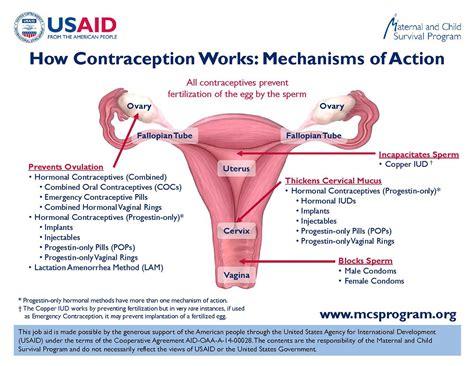 USAID
FROM THE AMERICAN PEOPLE
Maternal and Child
Survival Program
How Contraception Works: Mechanisms of Action
All contraceptives prevent
fertilization of the egg by the sperm
Ovary
Ovary
Fallopian Tube
Fallopian Tube
Uterus
Cervix
Vagina
Prevents Ovulation
• Hormonal Contraceptives (Combined)
• Combined Oral Contraceptives (COCs)
• Emergency Contraceptive Pills
• Combined Hormonal Vaginal Rings
• Hormonal Contraceptives (Progestin-only)*
• Implants
• Injectables
• Progestin-only Pills (POPs)
• Progestin-only Vaginal Rings
• Lactation Amenorrhea Method (LAM)
Incapacitates Sperm
• Copper IUD †
Thickens Cervical Mucus
• Hormonal Contraceptives (Progestin-only)*
• Hormonal IUDs
• Implants
• Injectables
• Progestin-only Pills (POPs)
• Progestin-only Vaginal Rings
Blocks Sperm
• Male Condoms
• Female Condoms
* Progestin-only hormonal methods have more than one mechanism of action.
† The Copper IUD works by preventing fertilization but in very rare instances, if used
as Emergency Contraception, it may prevent implantation of a fertilized egg.
www.mcsprogram.org
This job aid is made possible by the generous support of the American people through the United States Agency for International Development
(USAID) under the terms of the Cooperative Agreement AID-OAA-A-14-00028. The contents are the responsibility of the Maternal and Child
Survival Program and do not necessarily reflect the views of USAID or the United States Government.